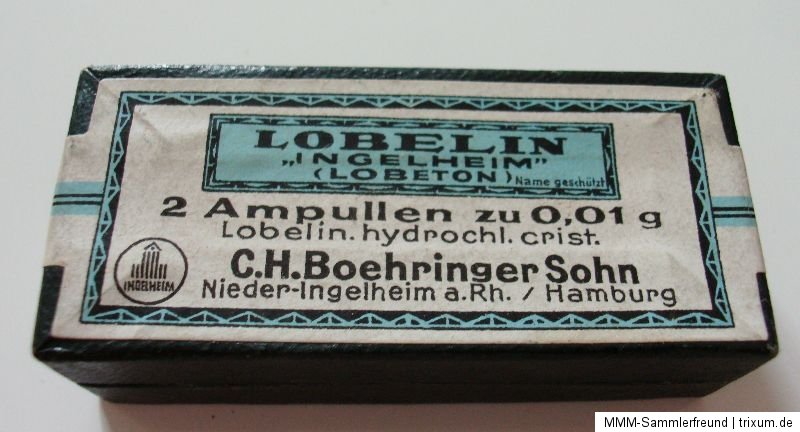 LOBELIN
„INGELHEIM”
(LOBETON) Name geschützt
2 Ampullen zu 0,01 g
Lobelin. hydrochl. crist.
C.H. Boehringer Sohn
Nieder-Ingelheim a. Rh. / Hamburg
INGELHEIM
MMM-Sammlerfreund | trixum.de